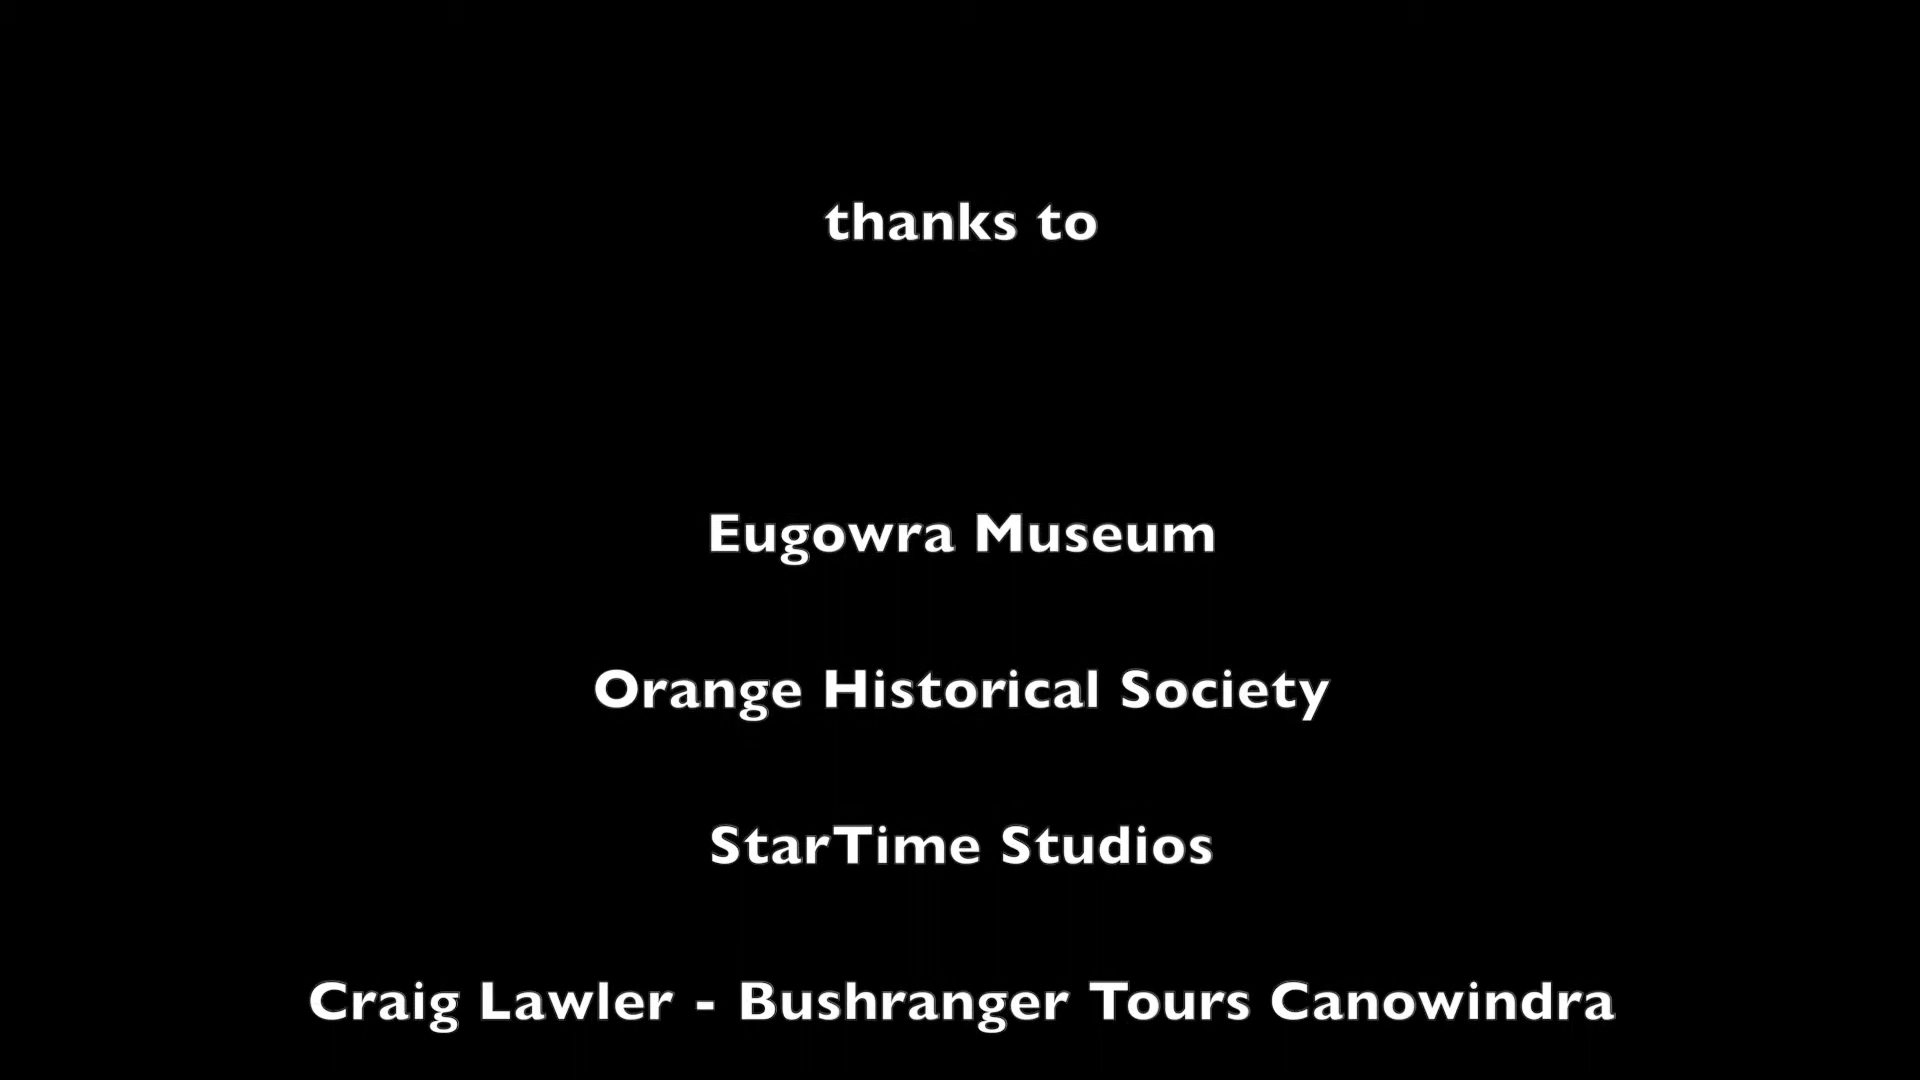 thanks to
Eugowra Museum
Orange Historical Society
StarTime Studios
Craig Lawler - Bushranger Tours Canowindra